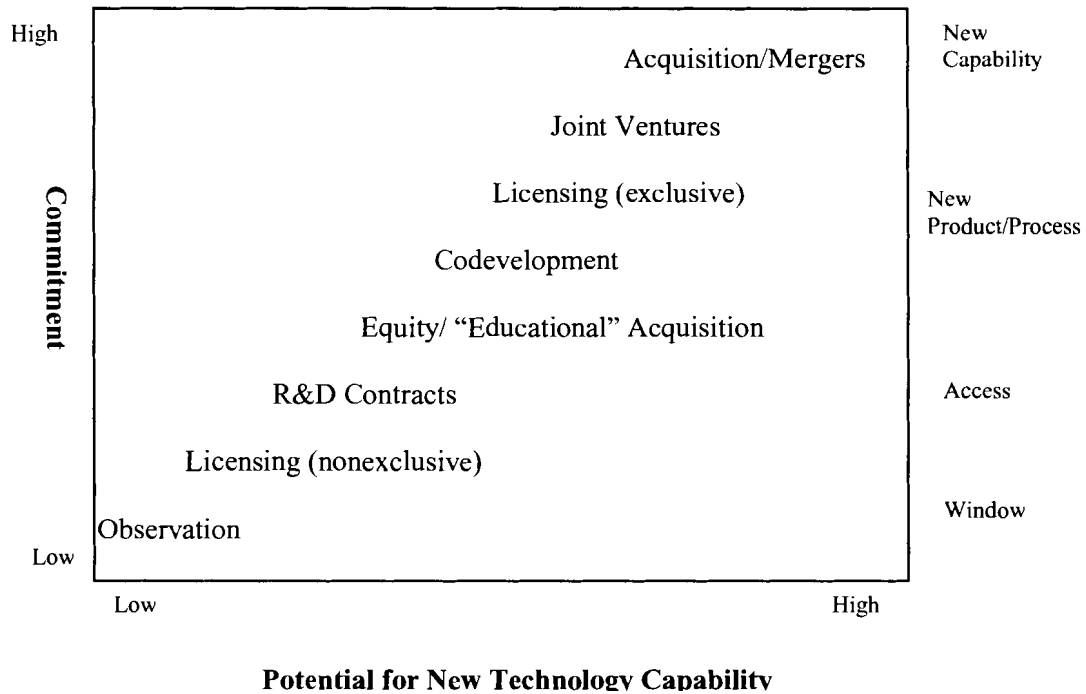 High
Acquisition/Mergers
New
Capability
Joint Ventures
Licensing (exclusive)
New
Product/Process
Commitment
Codevelopment
Equity/ “Educational” Acquisition
R&D Contracts
Access
Licensing (nonexclusive)
Window
Observation
Low
Low
High
Potential for New Technology Capability